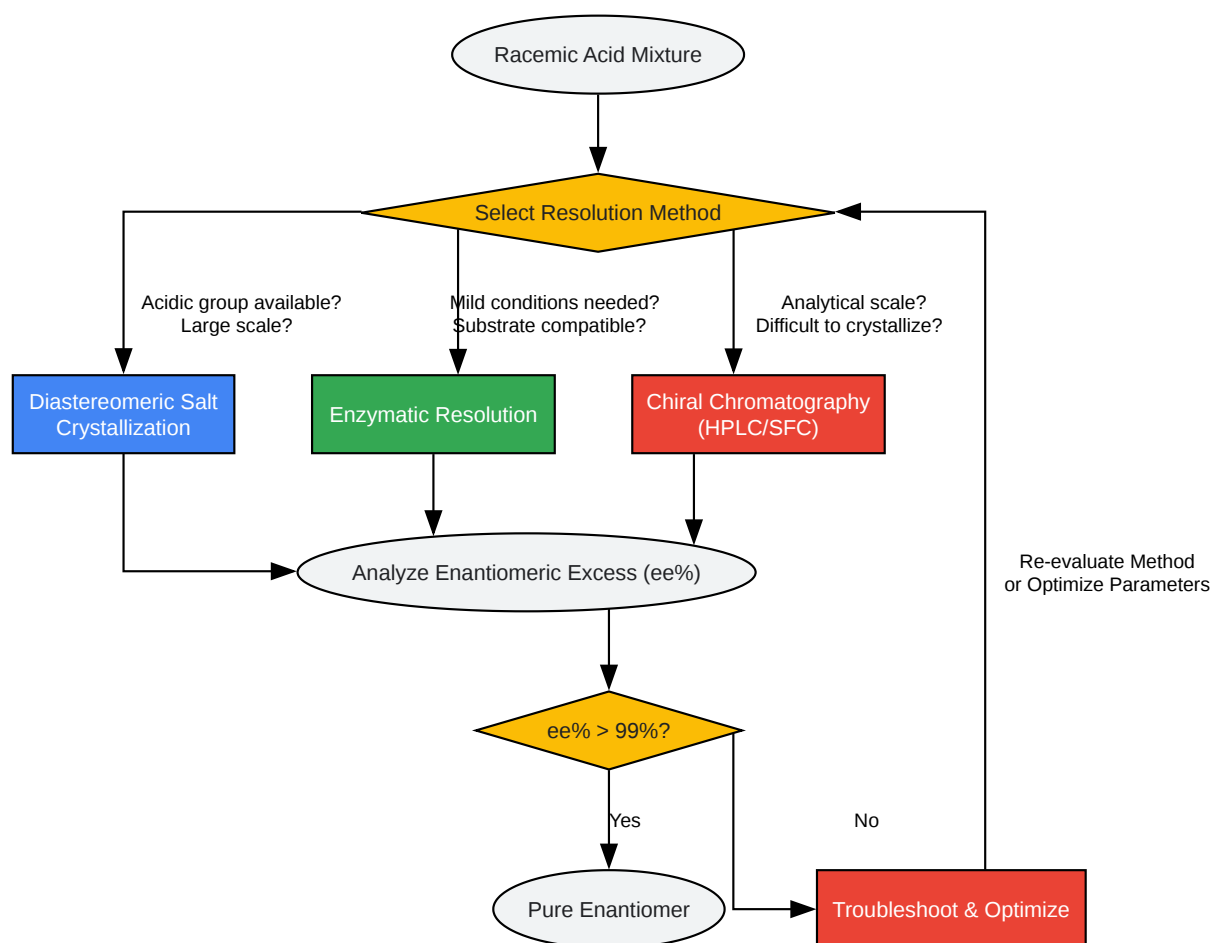 Racemic Acid Mixture
Select Resolution Method
Acidic group available?
Large scale?
Mild conditions needed?
Substrate compatible?
Analytical scale?
Difficult to crystallize?
Diastereomeric Salt
Crystallization
Enzymatic Resolution
Chiral Chromatography
(HPLC/SFC)
Analyze Enantiomeric Excess (ee%)
Re-evaluate Method
or Optimize Parameters
ee% > 99%?
Yes
No
Pure Enantiomer
Troubleshoot & Optimize